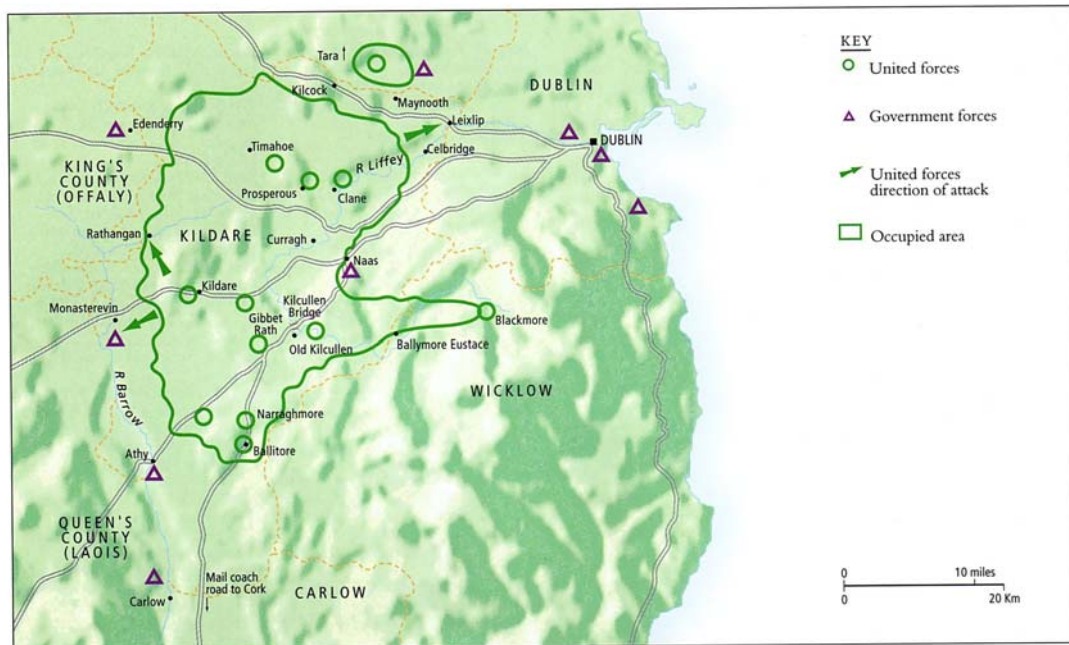 KEY
United forces
Government forces
United forces
direction of attack
Occupied area
Tara ↑
Kilcock
Maynooth
DUBLIN
Leixlip
DUBLIN
Edenderry
Timahoe
R Liffey
Celbridge
KING'S
COUNTY
(OFFALY)
Prosperous
Clane
Rathangan
KILDARE
Curragh
Naas
Kildare
Monasterevin
Gibbet
Rath
Kilcullen
Bridge
Old Kilcullen
Blackmore
Ballymore Eustace
R Barrow
WICKLOW
Narraghmore
Ballitore
Athy
QUEEN'S
COUNTY
(LAOIS)
Mail coach
road to Cork
↓
Carlow
CARLOW
0 10 miles
0 20 Km